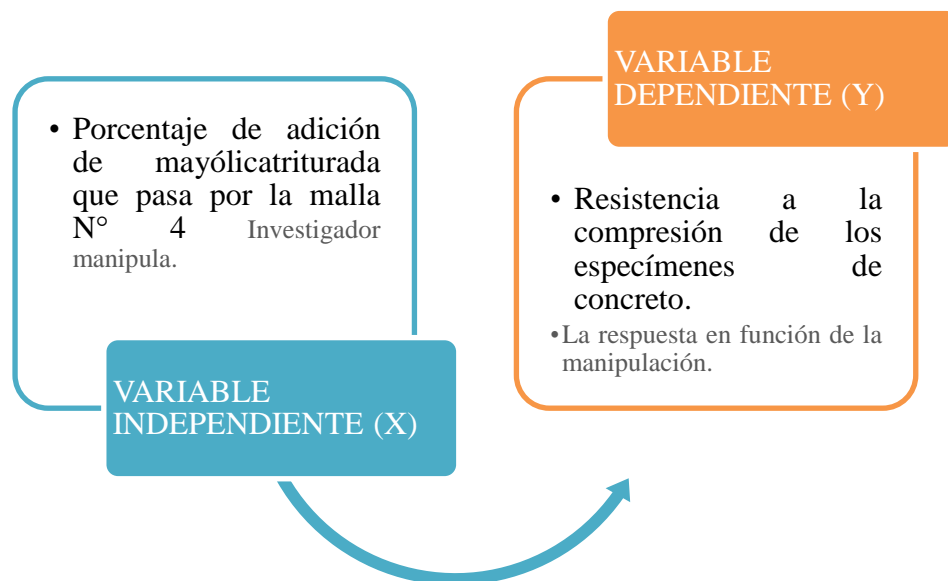 • Porcentaje de adición
de mayólicatriturada
que pasa por la malla
N° 4 Investigador
manipula.
VARIABLE
INDEPENDIENTE (X)
VARIABLE
DEPENDIENTE (Y)
• Resistencia a la
compresión de los
especímenes de
concreto.
•La respuesta en función de la
manipulación.